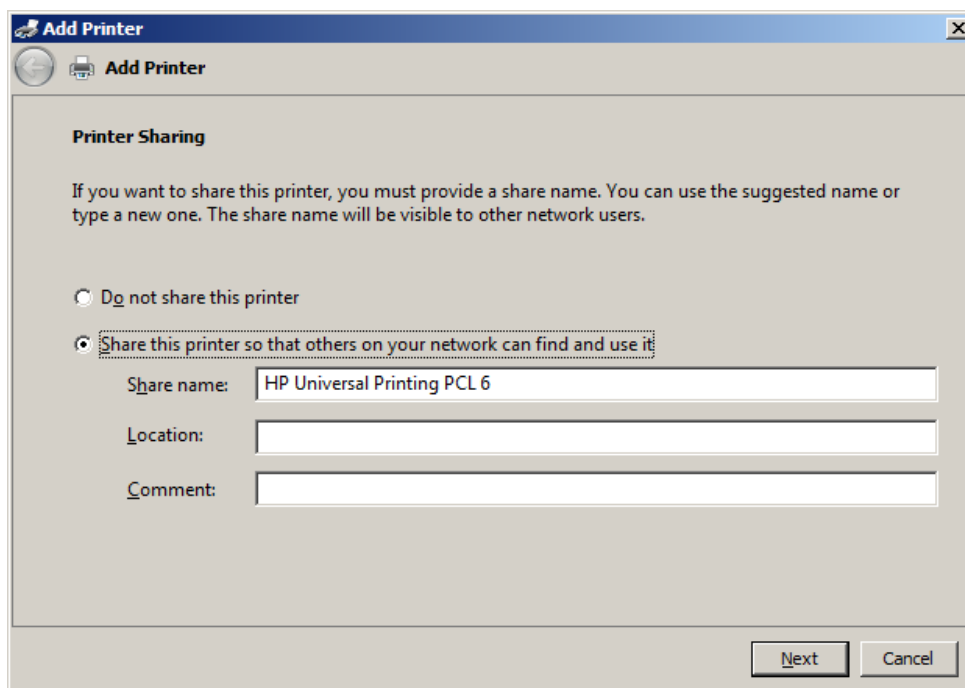 Add Printer
Add Printer
Printer Sharing
If you want to share this printer, you must provide a share name. You can use the suggested name or
type a new one. The share name will be visible to other network users.
Do not share this printer
Share this printer so that others on your network can find and use it
Share name: HP Universal Printing PCL 6
Location:
Comment:
Next Cancel